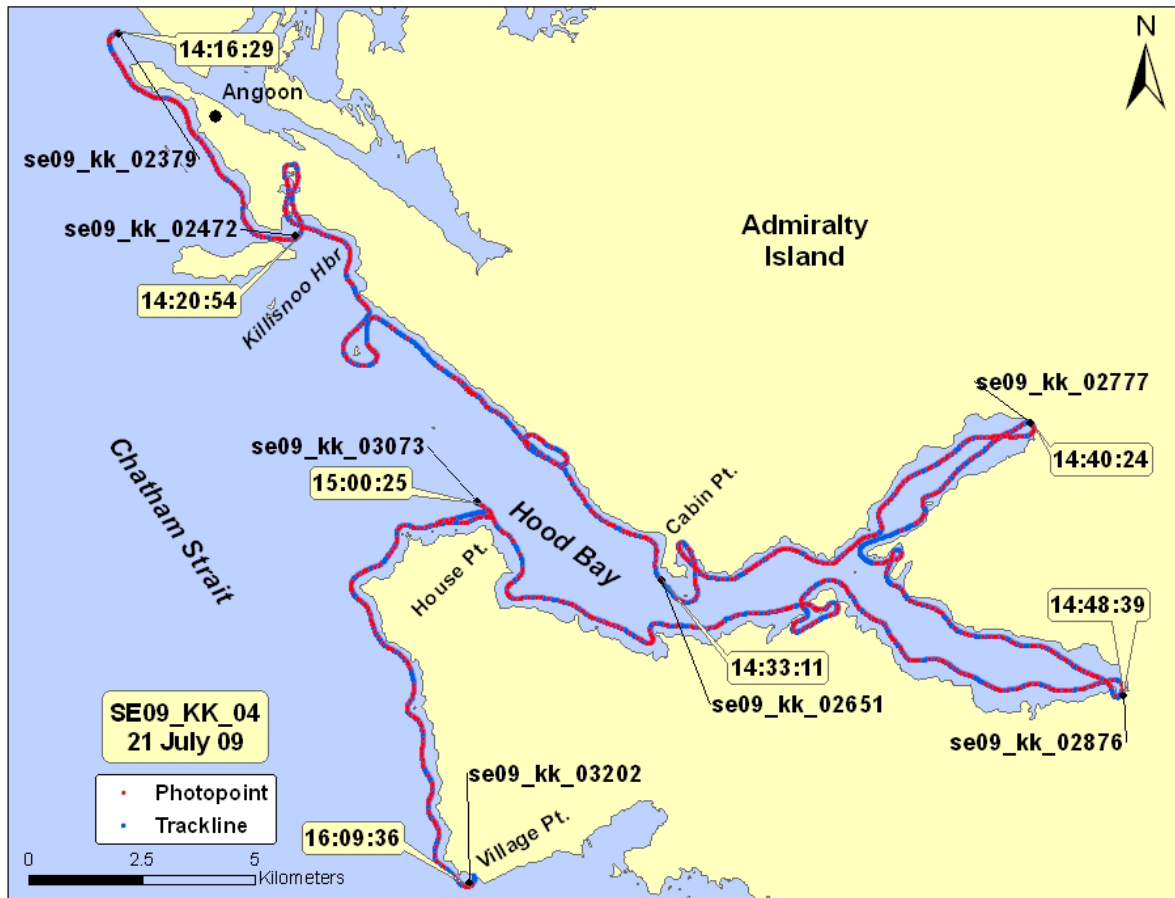 14:16:29
N
Angoon
se09_kk_02379
se09_kk_02472
Admiralty
Island
14:20:54
Killisnoo Hbr
se09_kk_02777
14:40:24
se09_kk_03073
15:00:25
Cabin Pt.
Chatham Strait
Hood Bay
House Pt.
14:48:39
14:33:11
se09_kk_02651
se09_kk_02876
SE09_KK_04
21 July 09
se09_kk_03202
Photopoint
Trackline
16:09:36
Village Pt.
0 2.5 5
Kilometers